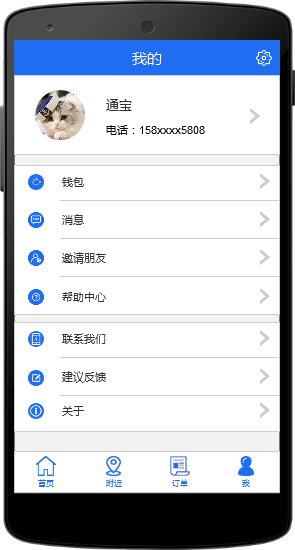 我的
通宝
电话：158xxxx5808
钱包
消息
邀请朋友
帮助中心
联系我们
建议反馈
关于
首页
附近
订单
我